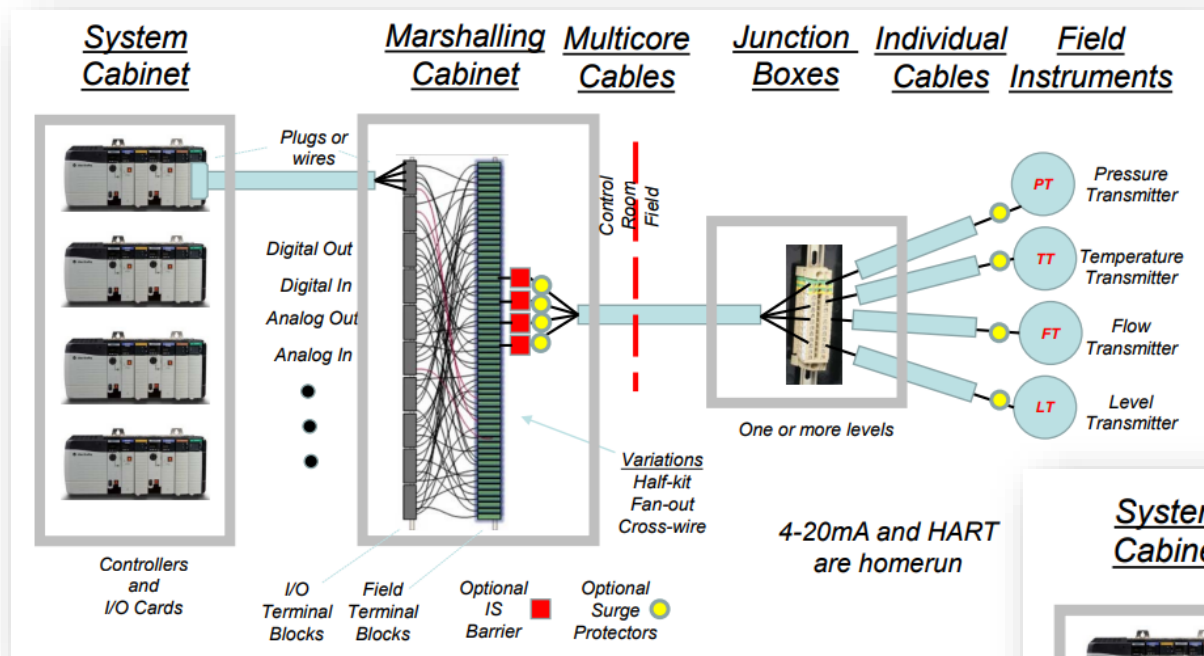 System
Cabinet
Marshalling
Cabinet
Multicore
Cables
Junction
Boxes
Individual
Cables
Field
Instruments
Plugs or
wires
Digital Out
Digital In
Analog Out
Analog In
Control
Room
Field
PT
Pressure
Transmitter
TT
Temperature
Transmitter
FT
Flow
Transmitter
LT
Level
Transmitter
One or more levels
Variations
Half-kit
Fan-out
Cross-wire
4-20mA and HART
are homerun
Controllers
and
I/O Cards
I/O
Terminal
Blocks
Field
Terminal
Blocks
Optional
IS
Barrier
Optional
Surge
Protectors